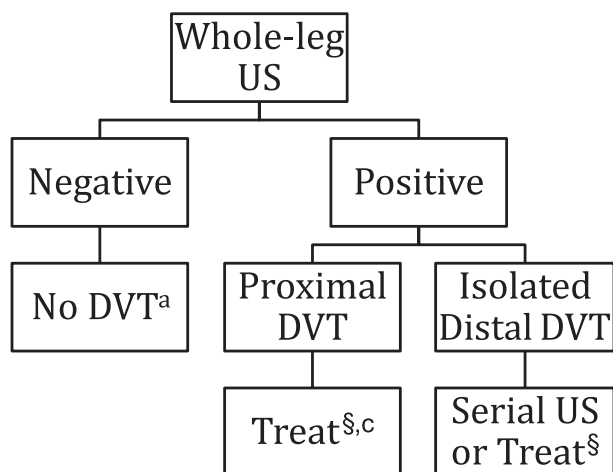 Whole-leg
US
Negative
Positive
No DVTᵃ
Proximal
DVT
Isolated
Distal DVT
Treat§,c
Serial US
or Treat§